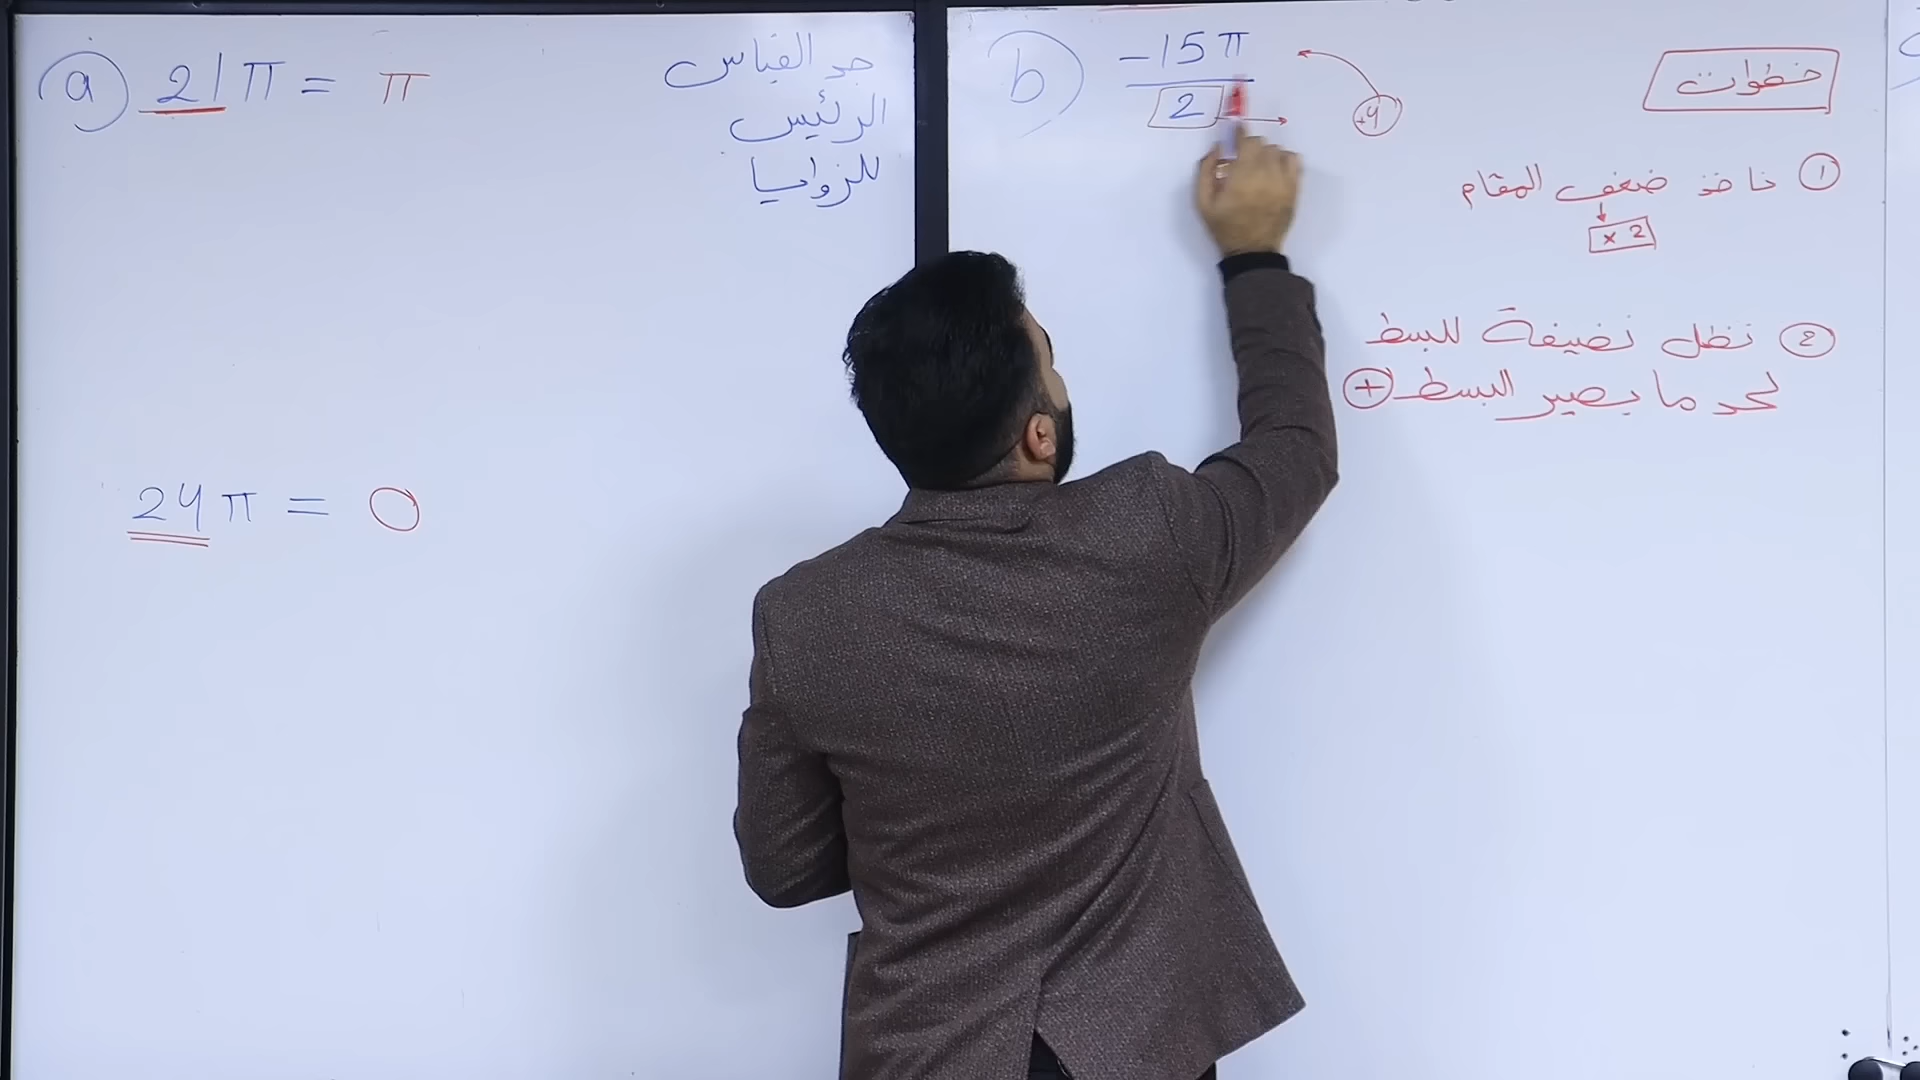 جد القياس
الرئيس
للزوايا
a) 21π = π
24π = 0
b) -15π / 2
+4
خطوات
① ناخذ ضعف المقام
× 2
② نظل نضيفة للبسط
لحد ما يصير البسط +